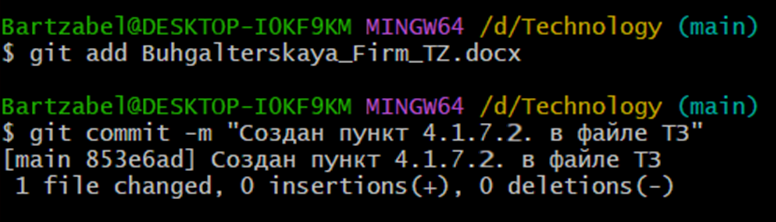 Bartzabel@DESKTOP-IOKF9KM MINGW64 /d/Technology (main)
$ git add Buhgalterskaya_Firm_TZ.docx
Bartzabel@DESKTOP-IOKF9KM MINGW64 /d/Technology (main)
$ git commit -m "Создан пункт 4.1.7.2. в файле ТЗ"
[main 853e6ad] Создан пункт 4.1.7.2. в файле ТЗ
1 file changed, 0 insertions(+), 0 deletions(-)